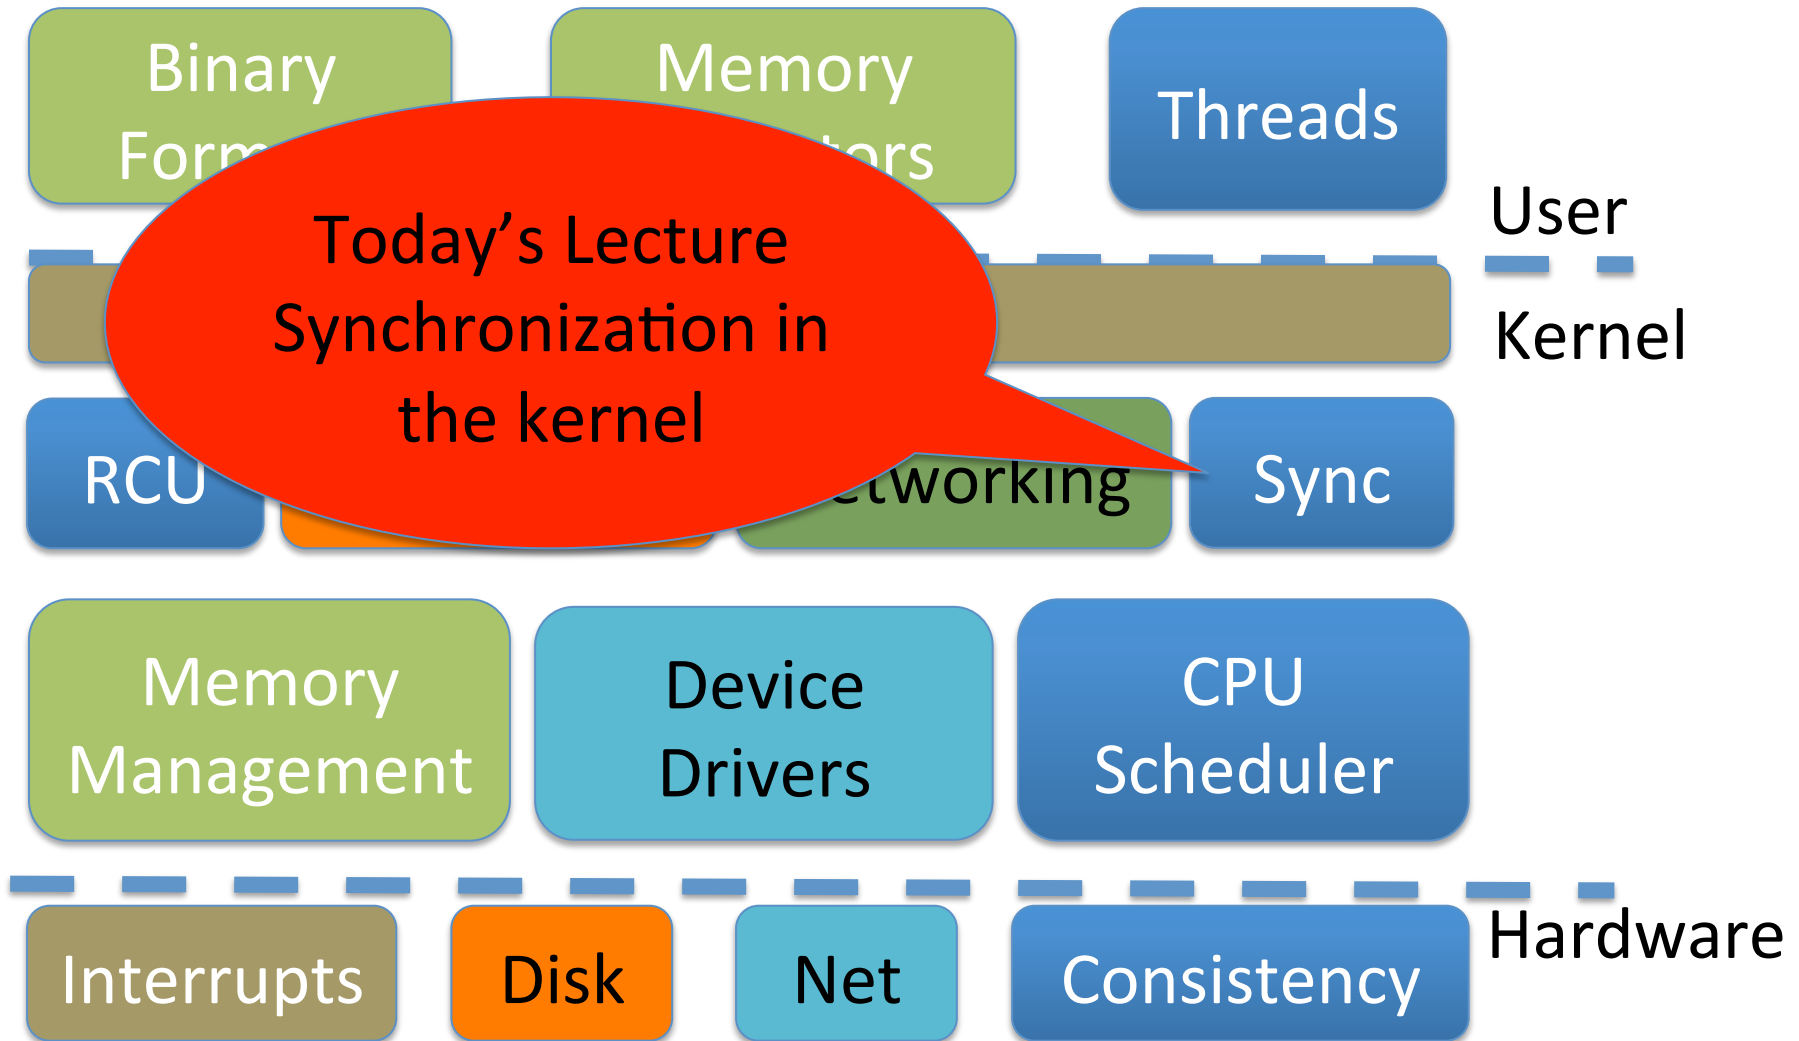 Binary
Memory
Threads
User
Today’s Lecture
Synchronization in
the kernel
Kernel
RCU
Sync
Memory
Management
Device
Drivers
CPU
Scheduler
Hardware
Interrupts
Disk
Net
Consistency